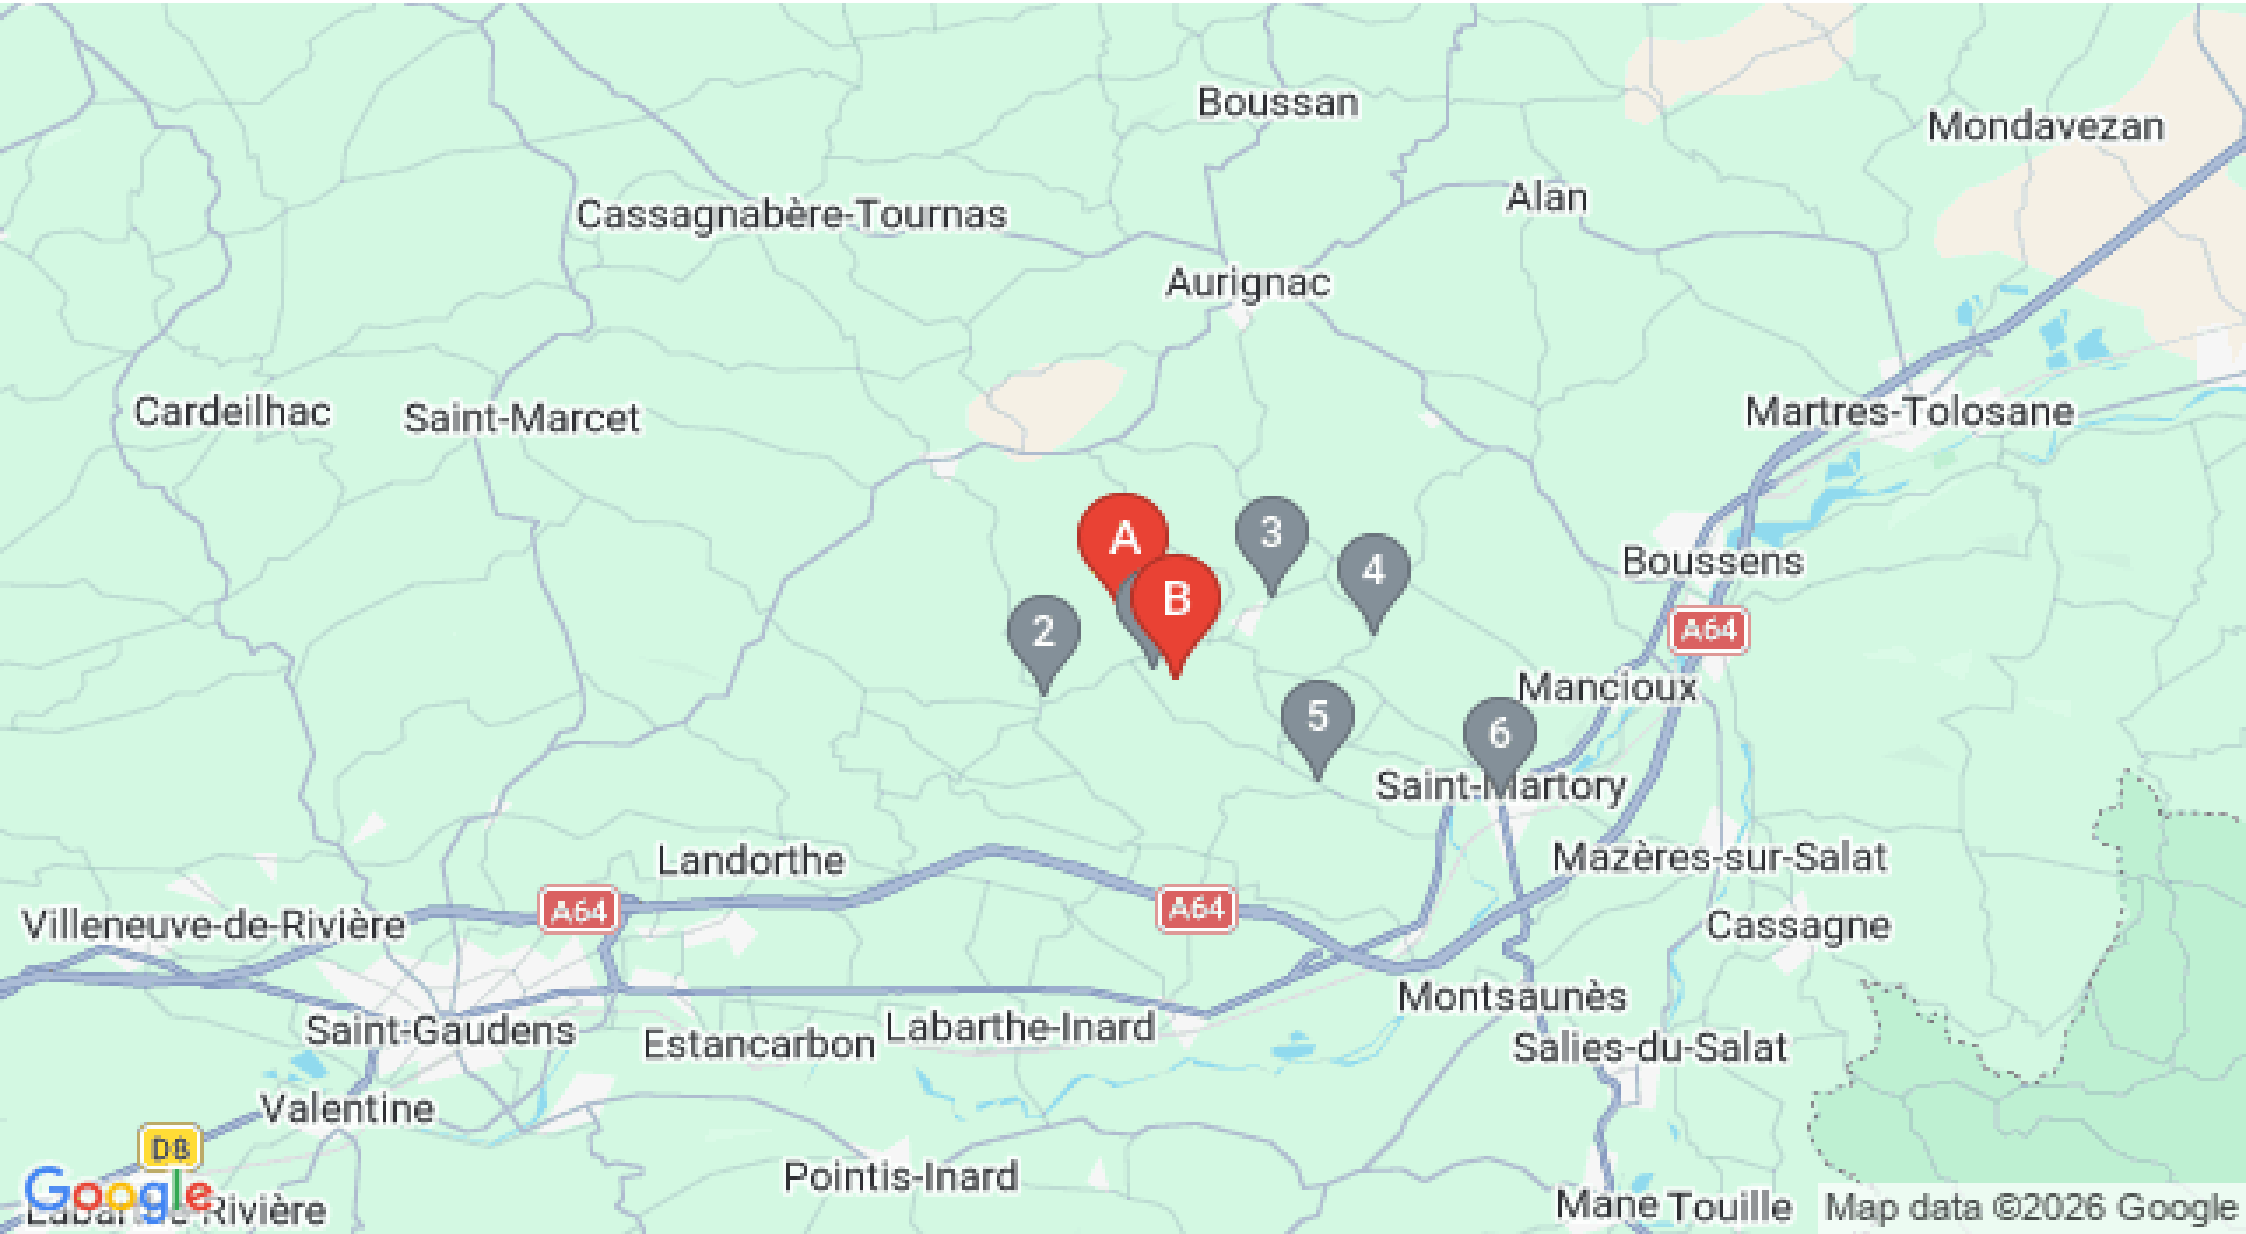 Boussan
Mondavezan
Alan
Cassagnabère-Tournas
Aurignac
Cardeilhac
Saint-Marcet
Martres-Tolosane
A
3
4
Boussens
B
2
A64
Mancioux
5
6
Saint-Martory
Landorthe
Mazères-sur-Salat
A64
A64
Villeneuve-de-Rivière
Cassagne
Montsaunès
Saint-Gaudens
Labarthe-Inard
Estancarbon
Salies-du-Salat
Valentine
D8
Pointis-Inard
Google
Rivière
Mane
Touille
Map data ©2026 Google